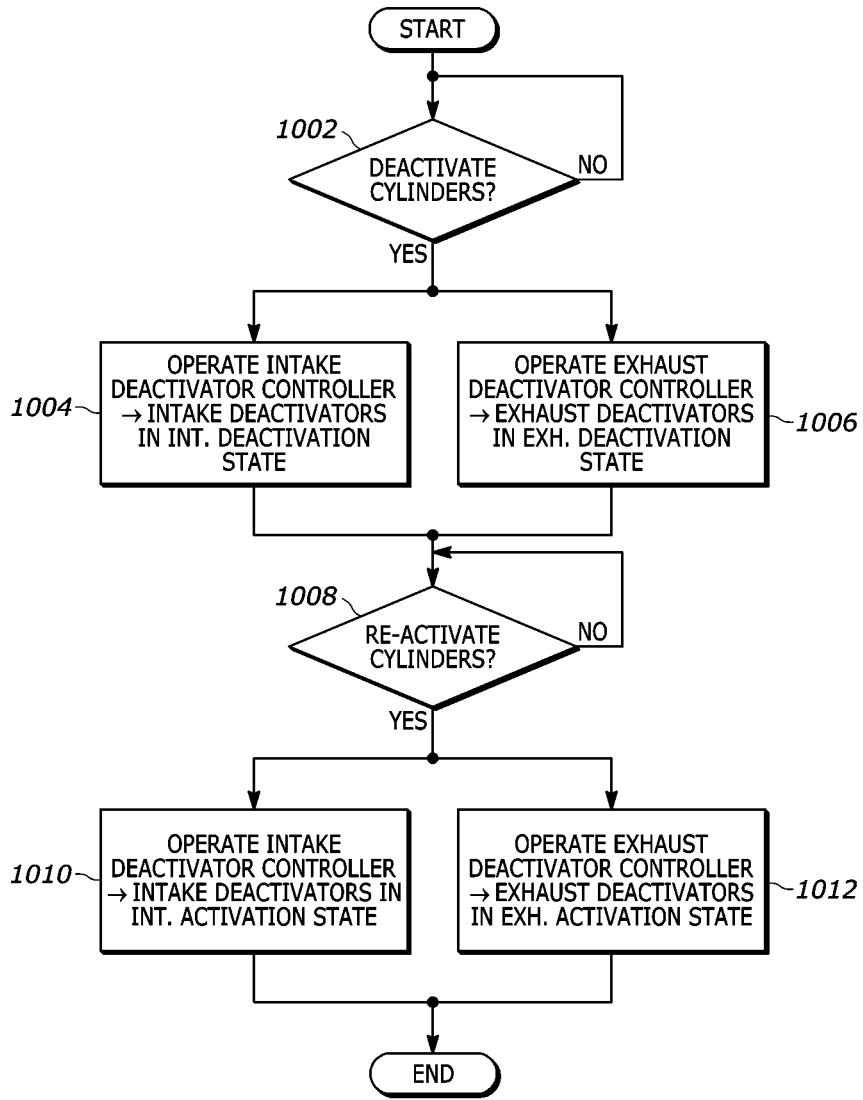 START
1002
DEACTIVATE
CYLINDERS?
NO
YES
OPERATE INTAKE
DEACTIVATOR CONTROLLER
→ INTAKE DEACTIVATORS
IN INT. DEACTIVATION
STATE
1004
OPERATE EXHAUST
DEACTIVATOR CONTROLLER
→ EXHAUST DEACTIVATORS
IN EXH. DEACTIVATION
STATE
1006
1008
RE-ACTIVATE
CYLINDERS?
NO
YES
OPERATE INTAKE
DEACTIVATOR CONTROLLER
→ INTAKE DEACTIVATORS IN
INT. ACTIVATION STATE
1010
OPERATE EXHAUST
DEACTIVATOR CONTROLLER
→ EXHAUST DEACTIVATORS
IN EXH. ACTIVATION STATE
1012
END